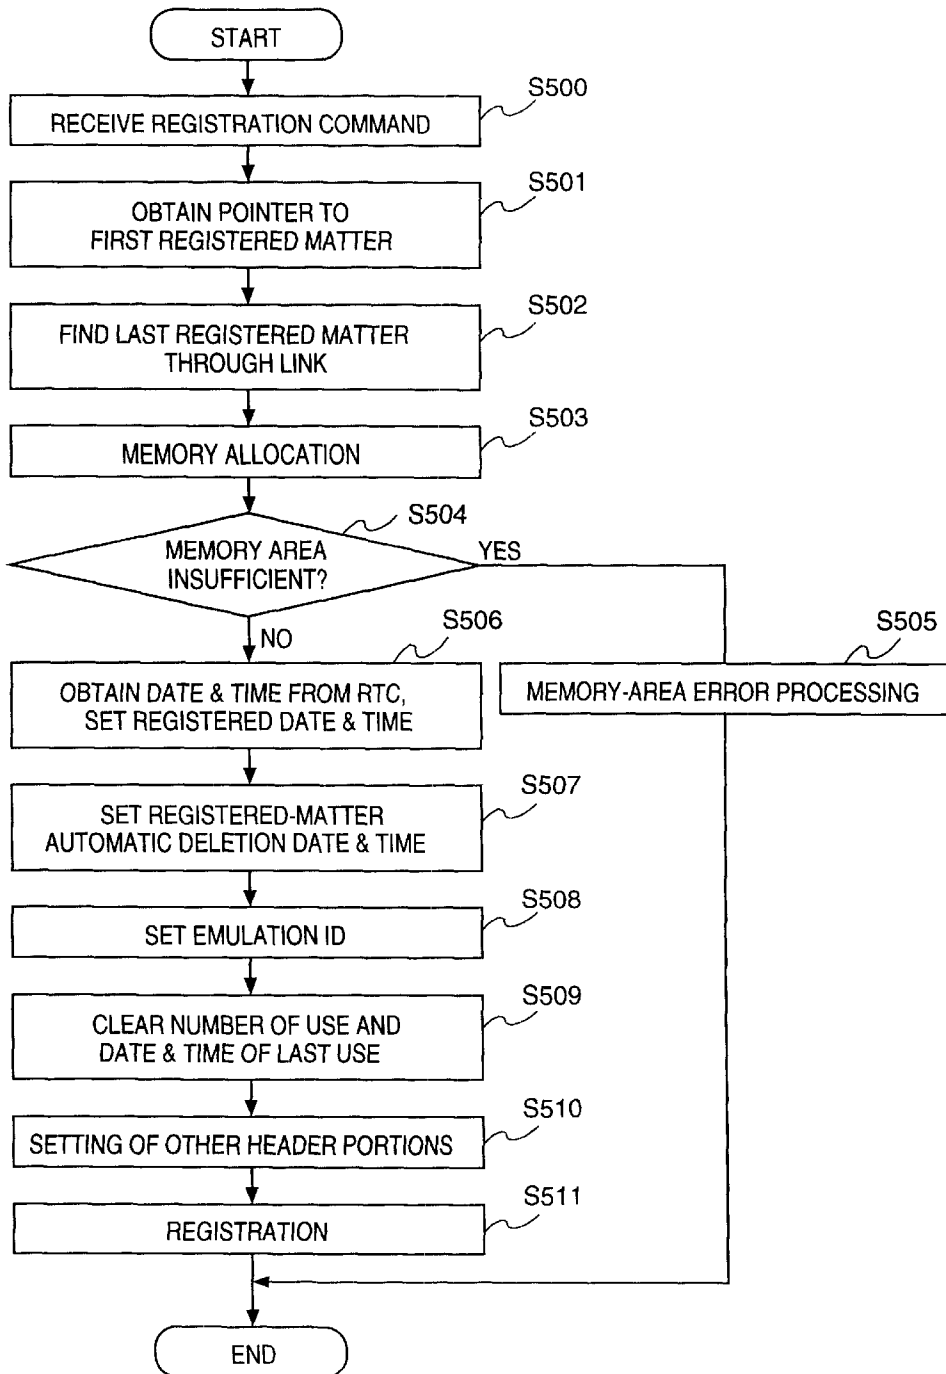 START
S500
RECEIVE REGISTRATION COMMAND
S501
OBTAIN POINTER TO
FIRST REGISTERED MATTER
S502
FIND LAST REGISTERED MATTER
THROUGH LINK
S503
MEMORY ALLOCATION
S504
MEMORY AREA
INSUFFICIENT?
YES
NO
S506
S505
OBTAIN DATE & TIME FROM RTC,
SET REGISTERED DATE & TIME
MEMORY-AREA ERROR PROCESSING
S507
SET REGISTERED-MATTER
AUTOMATIC DELETION DATE & TIME
S508
SET EMULATION ID
S509
CLEAR NUMBER OF USE AND
DATE & TIME OF LAST USE
S510
SETTING OF OTHER HEADER PORTIONS
S511
REGISTRATION
END